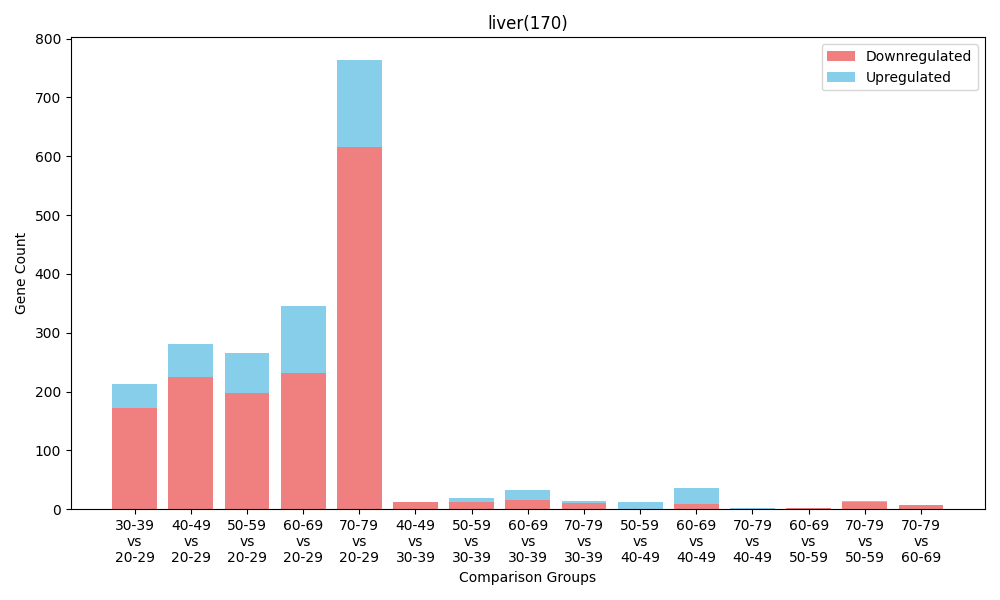 liver(170)
Downregulated
Upregulated
Gene Count
800
700
600
500
400
300
200
100
0
30-39 40-49 50-59 60-69 70-79 40-49 50-59 60-69 70-79 50-59 60-69 70-79 60-69 70-79 70-79
vs vs vs vs vs vs vs vs vs vs vs vs vs vs vs
20-29 20-29 20-29 20-29 20-29 30-39 30-39 30-39 30-39 40-49 40-49 40-49 50-59 50-59 60-69
Comparison Groups